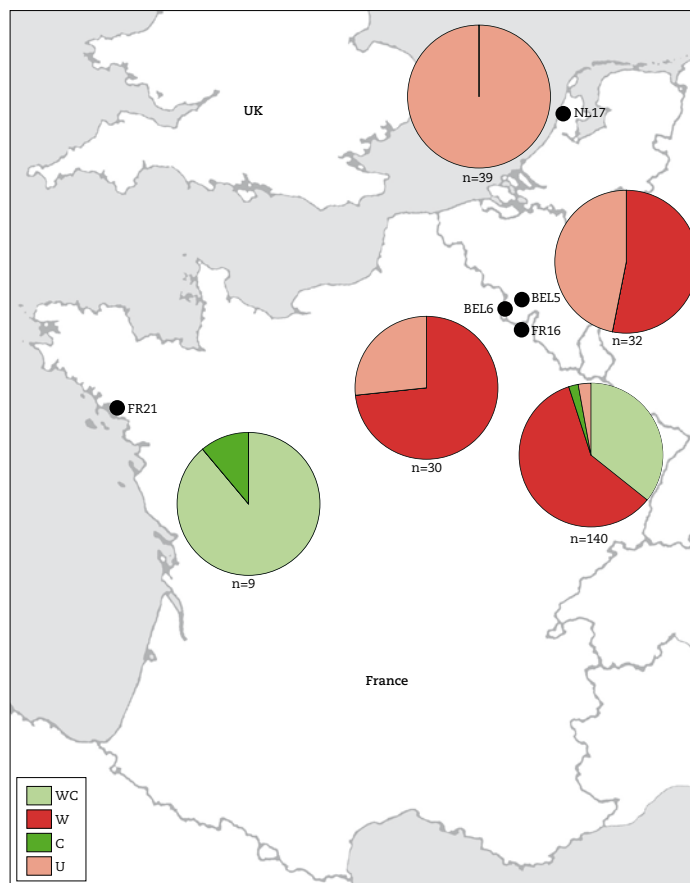 UK
NL17
n=39
BEL5
BEL6
FR16
n=32
FR21
n=30
n=140
n=9
France
WC
W
C
U